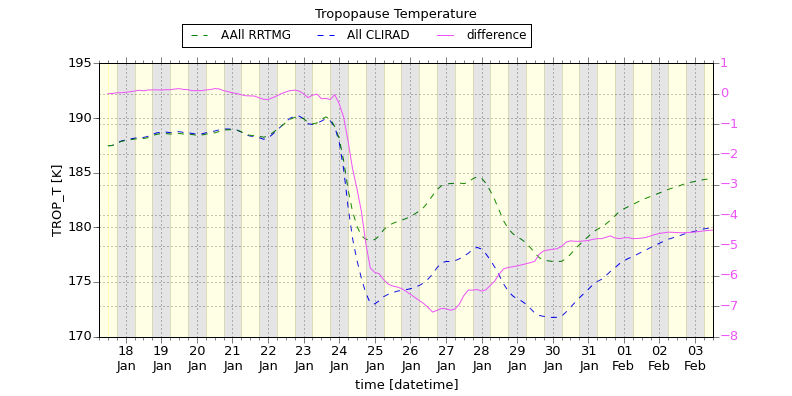 Tropopause Temperature
AAll RRTMG All CLIRAD difference
195
190
185
180
175
170
TROP_T [K]
1
0
−1
−2
−3
−4
−5
−6
−7
−8
18 19 20 21 22 23 24 25 26 27 28 29 30 31 01 02 03
Jan Jan Jan Jan Jan Jan Jan Jan Jan Jan Jan Jan Jan Jan Feb Feb Feb
time [datetime]